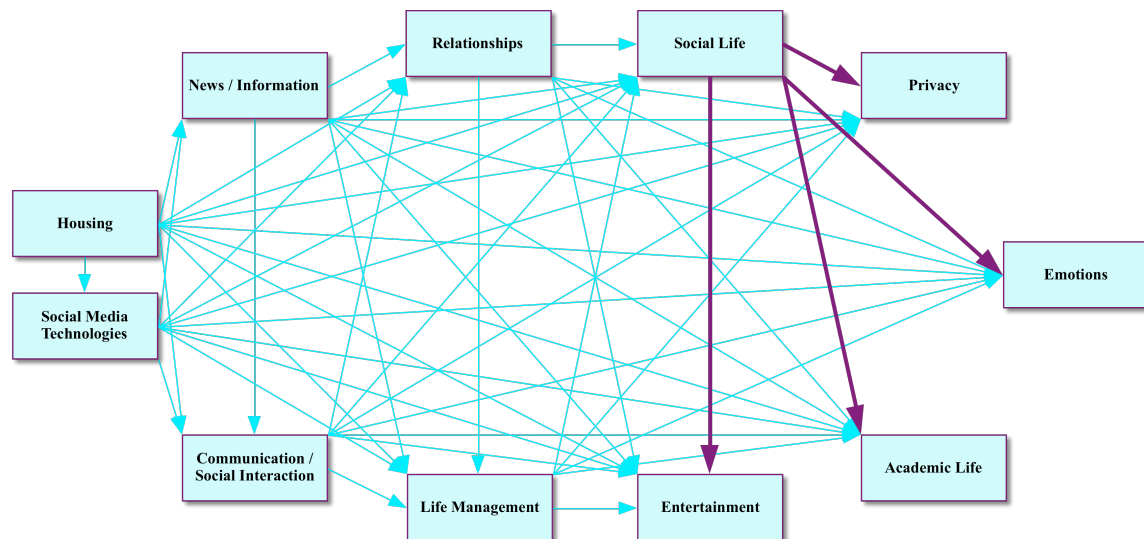 Relationships
Social Life
News / Information
Privacy
Housing
Emotions
Social Media
Technologies
Communication /
Social Interaction
Academic Life
Life Management
Entertainment